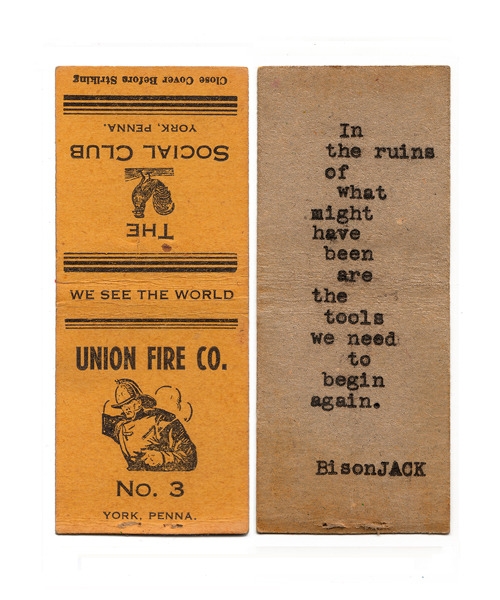 Close Cover Before Striking
YORK, PENNA.
SOCIAL CLUB
THE
WE SEE THE WORLD
UNION FIRE CO.
No. 3
YORK, PENNA.
In
the ruins
of
what
might
have
been
are
the
tools
we need
to
begin
again.
BisonJACK